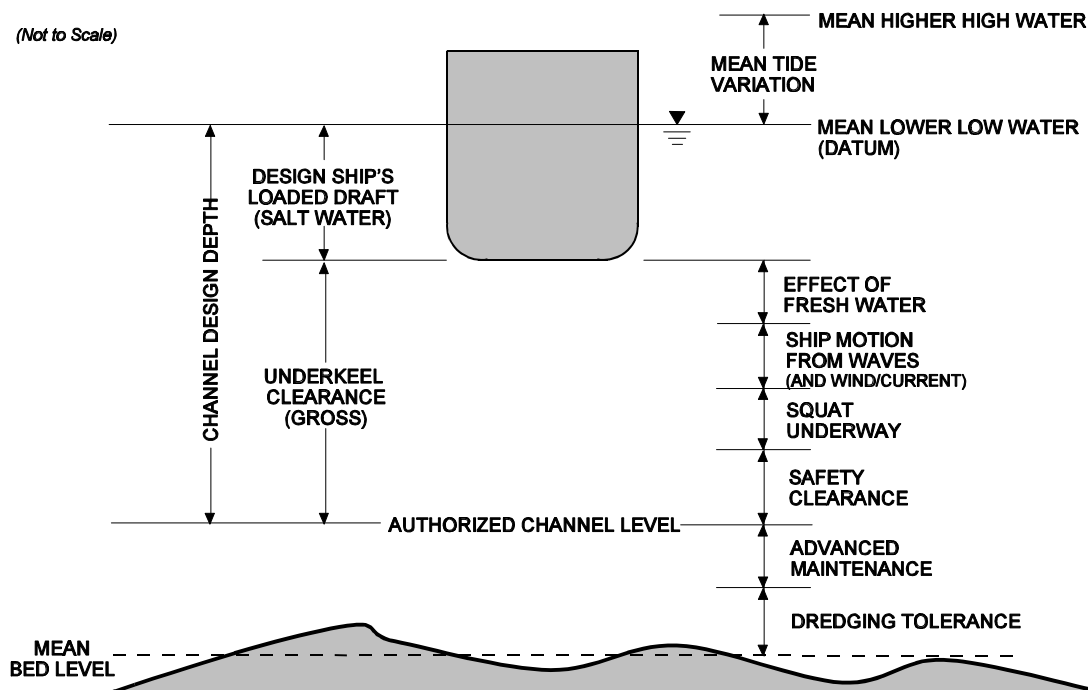 (Not to Scale)
MEAN HIGHER HIGH WATER
MEAN TIDE
VARIATION
MEAN LOWER LOW WATER
(DATUM)
DESIGN SHIP'S
LOADED DRAFT
(SALT WATER)
CHANNEL DESIGN DEPTH
EFFECT OF
FRESH WATER
SHIP MOTION
FROM WAVES
(AND WIND/CURRENT)
UNDERKEEL
CLEARANCE
(GROSS)
SQUAT
UNDERWAY
SAFETY
CLEARANCE
AUTHORIZED CHANNEL LEVEL
ADVANCED
MAINTENANCE
DREDGING TOLERANCE
MEAN
BED LEVEL